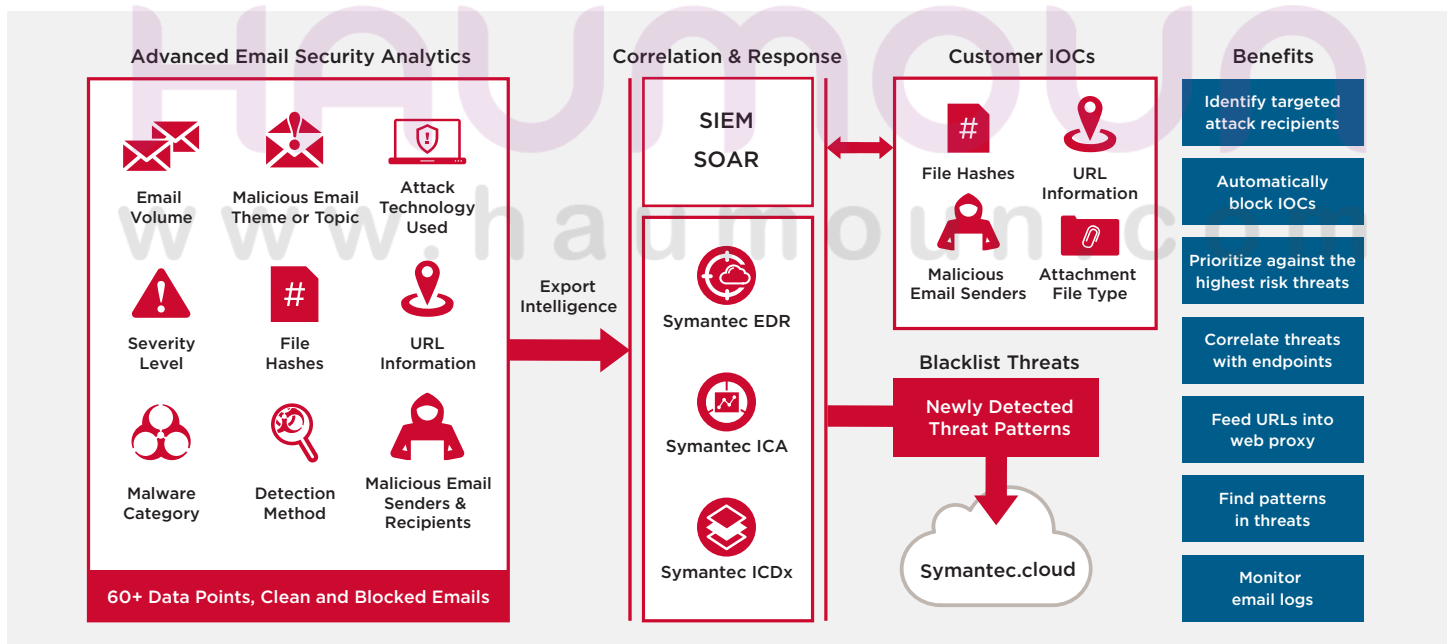 HAUMOUN
www.haumoun.com
Advanced Email Security Analytics
Email
Volume
Malicious Email
Theme or Topic
Attack
Technology
Used
Severity
Level
#
File
Hashes
URL
Information
Malware
Category
Detection
Method
Malicious Email
Senders &
Recipients
60+ Data Points, Clean and Blocked Emails
Export
Intelligence
Correlation & Response
SIEM
SOAR
Symantec EDR
Symantec ICA
Symantec ICDx
Customer IOCs
#
File Hashes
URL
Information
Malicious
Email Senders
Attachment
File Type
Blacklist Threats
Newly Detected
Threat Patterns
Symantec.cloud
Benefits
Identify targeted
attack recipients
Automatically
block IOCs
Prioritize against the
highest risk threats
Correlate threats
with endpoints
Feed URLs into
web proxy
Find patterns
in threats
Monitor
email logs